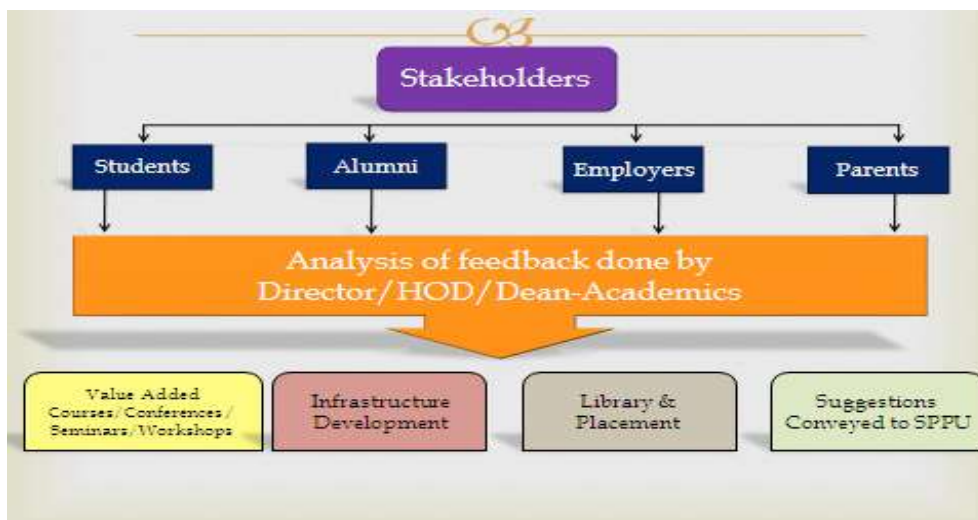 Stakeholders
Students
Alumni
Employers
Parents
Analysis of feedback done by
Director/HOD/Dean-Academics
Value Added
Courses/Conferences/
Seminars/Workshops
Infrastructure
Development
Library &
Placement
Suggestions
Conveyed to SPPU